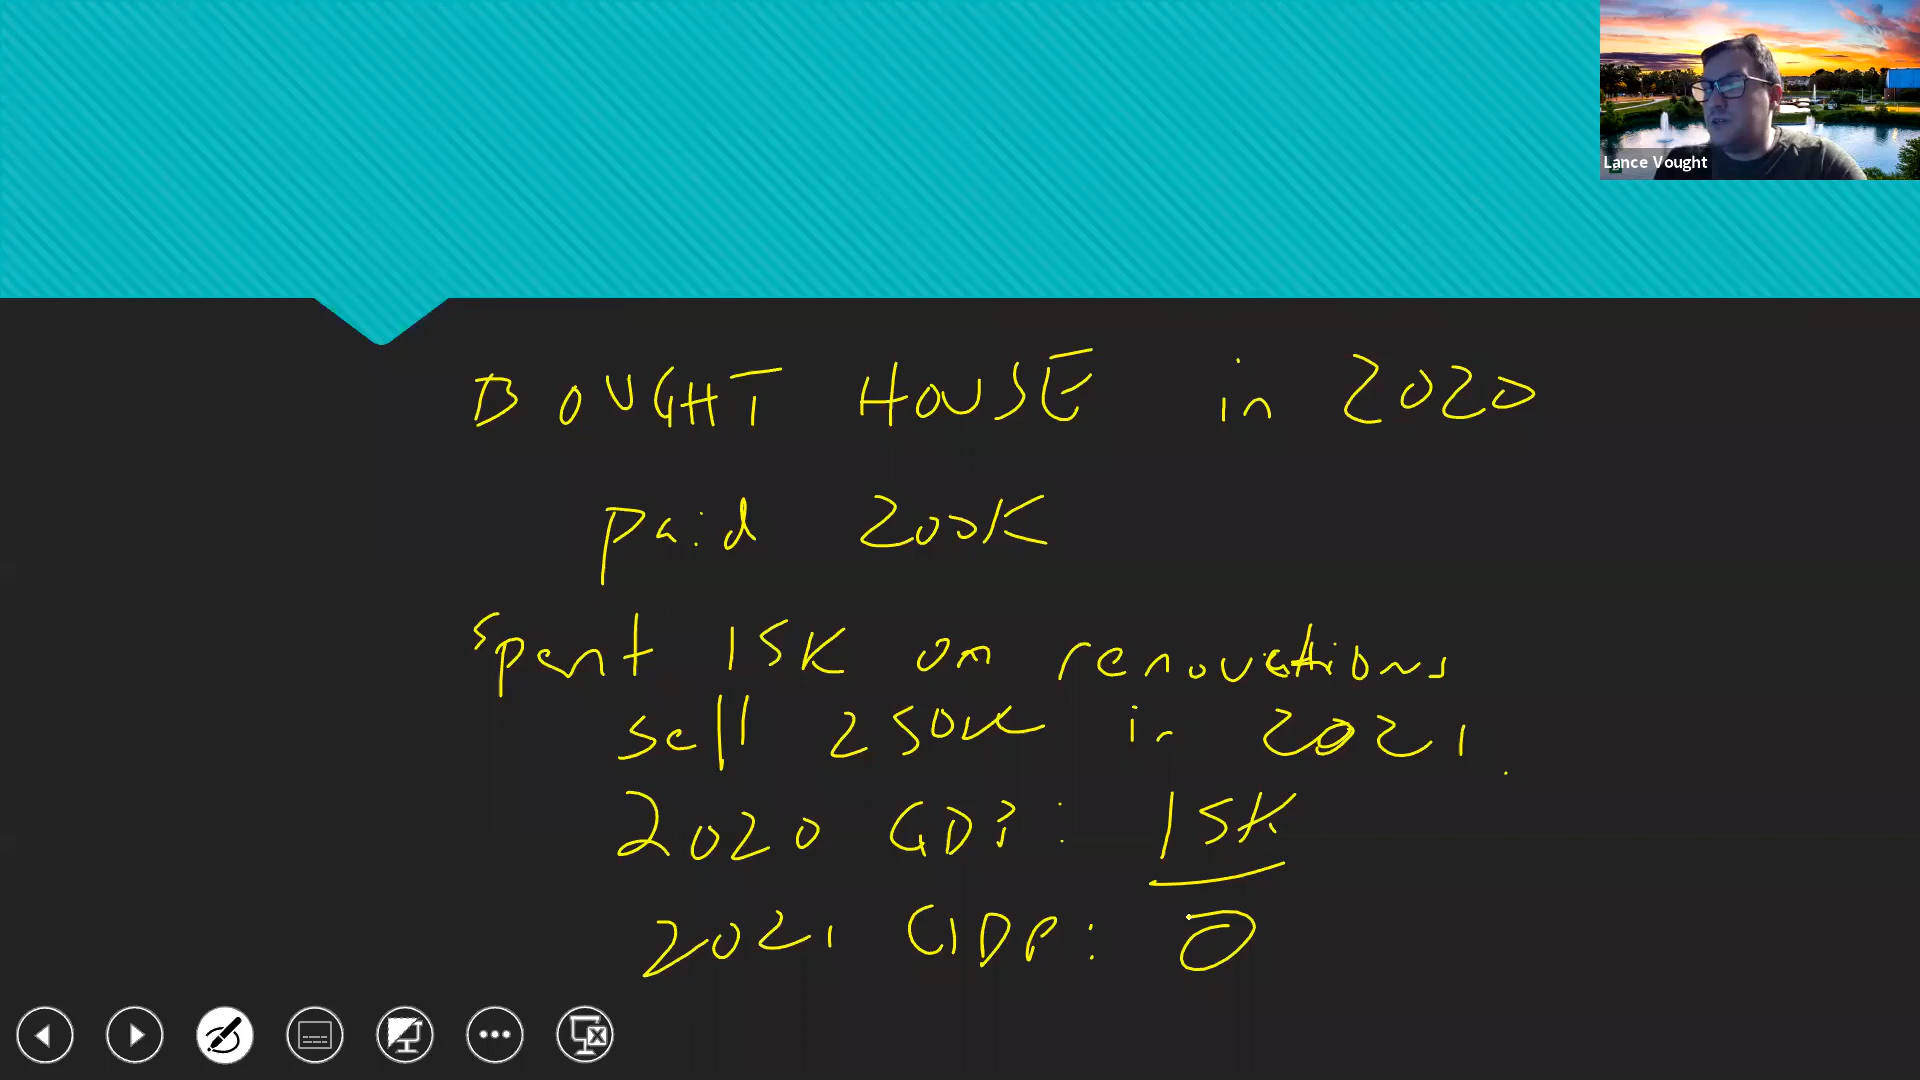 Lance Vought
BOUGHT HOUSE in 2020
paid 200K
spent 15K on renovations
sell 250K in 2021.
2020 GDP: 15K
2021 GDP: 0